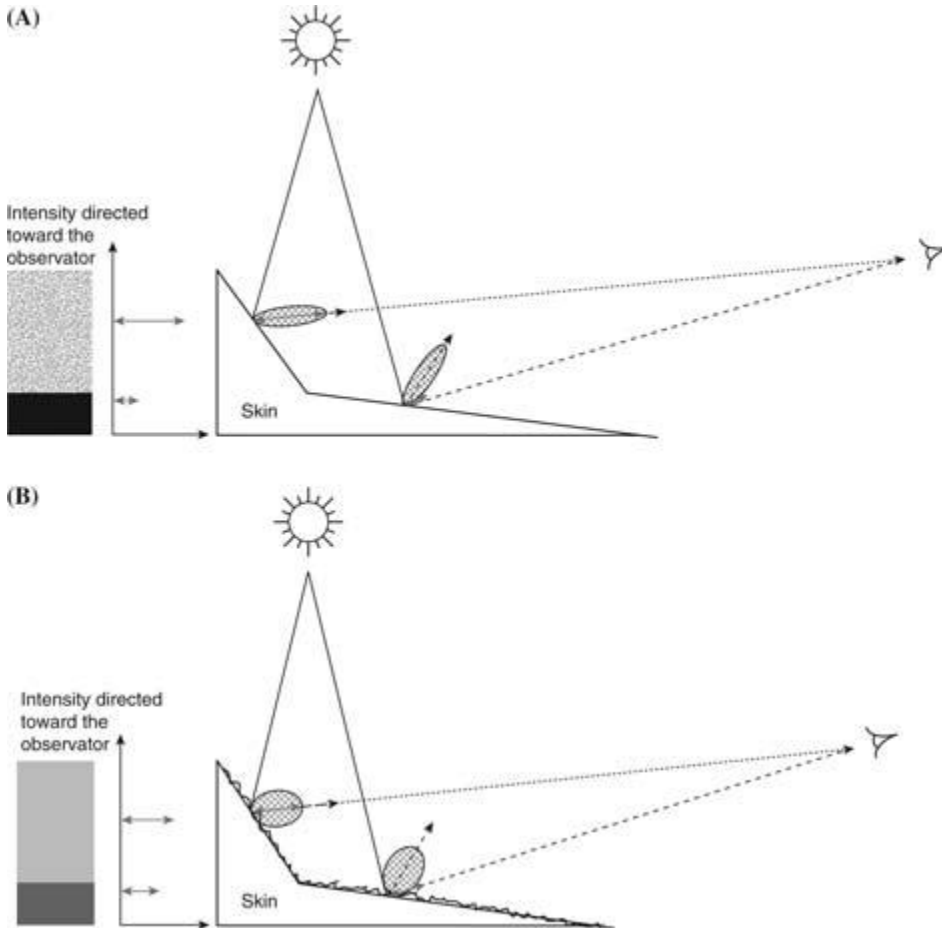 (A)
Intensity directed
toward the
observator
Skin
(B)
Intensity directed
toward the
observator
Skin